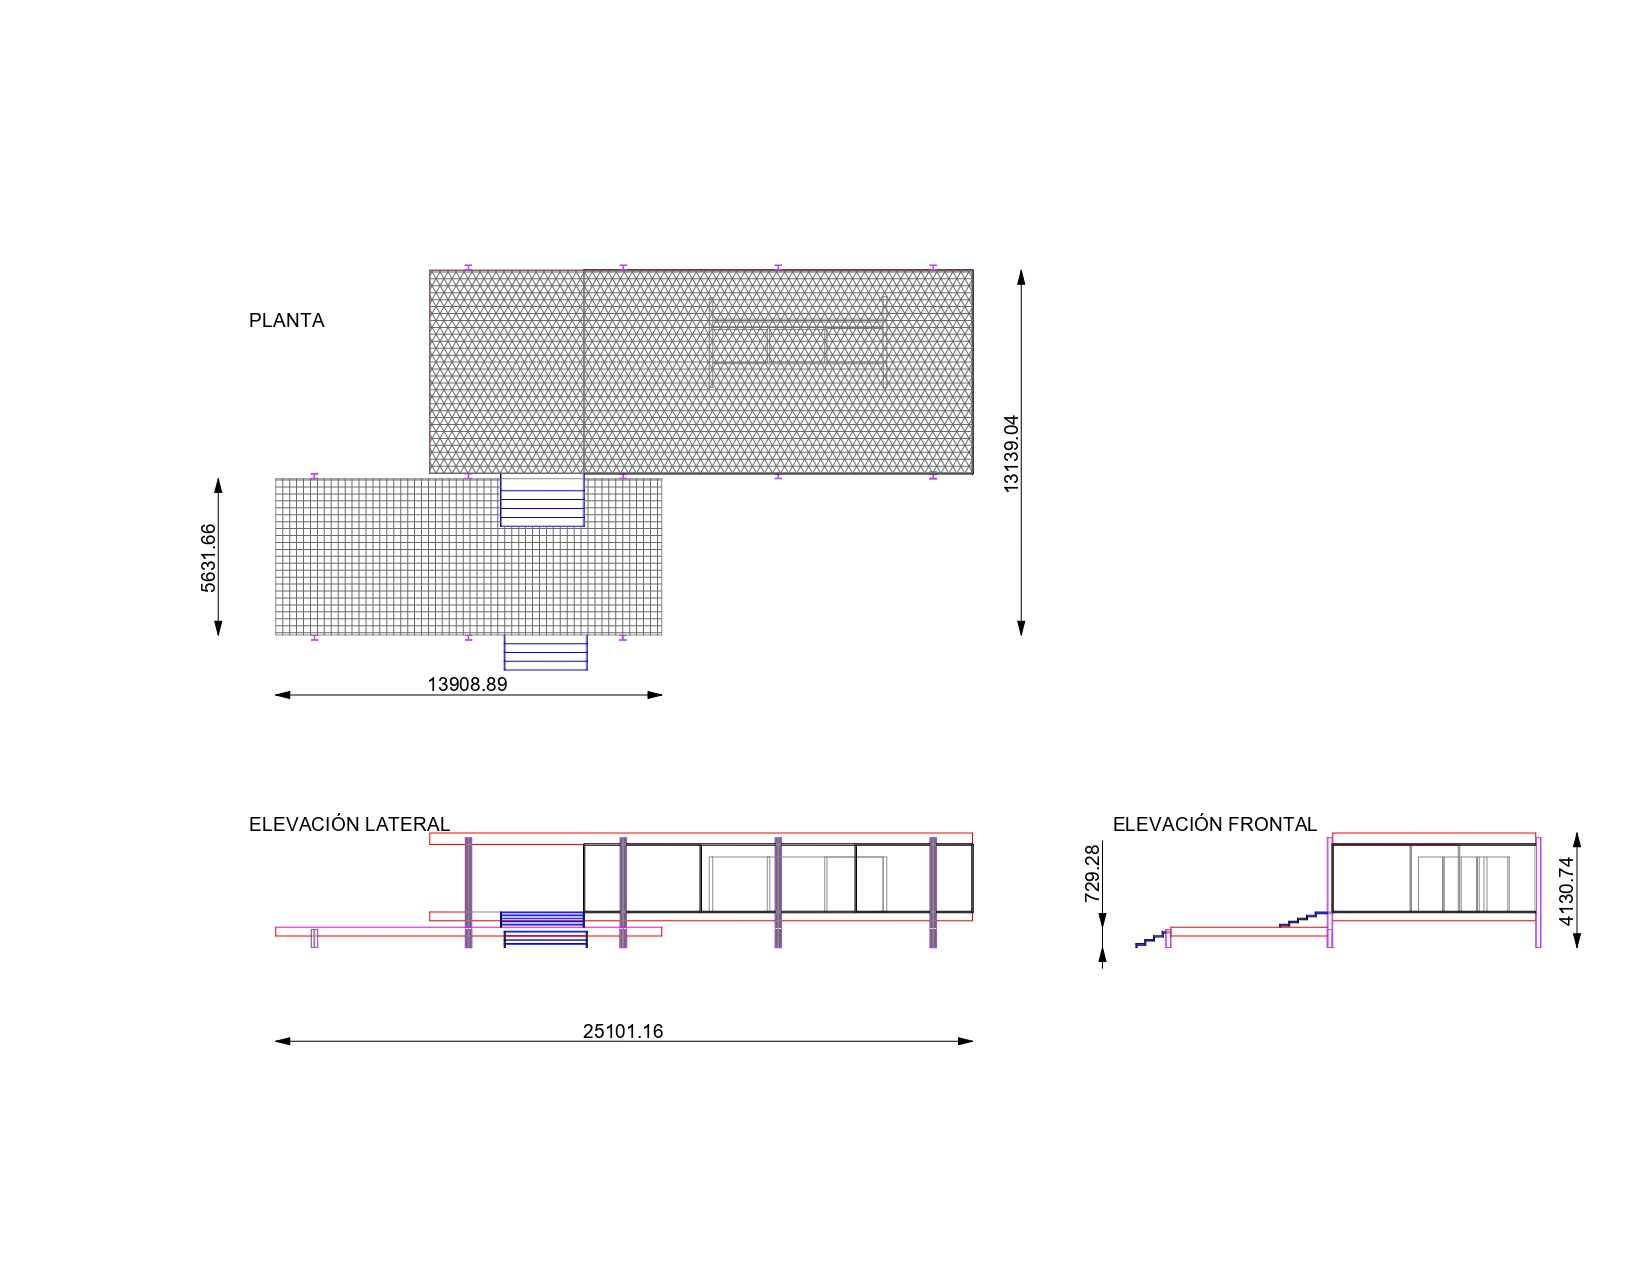 PLANTA
13139.04
5631.66
13908.89
ELEVACIÓN LATERAL
ELEVACIÓN FRONTAL
729.28
4130.74
25101.16